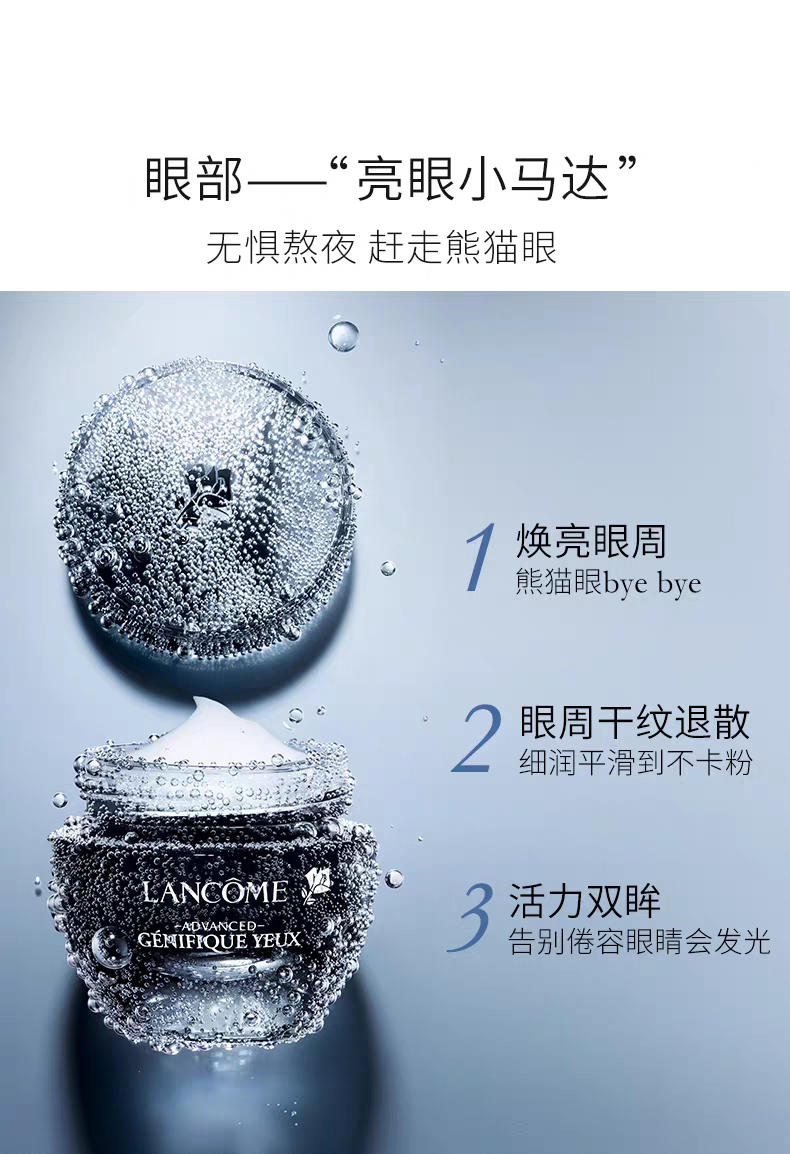 眼部——“亮眼小马达”
无惧熬夜 赶走熊猫眼
1 焕亮眼周
熊猫眼bye bye
2 眼周干纹退散
细润平滑到不卡粉
3 活力双眸
告别倦容眼睛会发光
LANCÔME
-ADVANCED-
GÉNIFIQUE YEUX